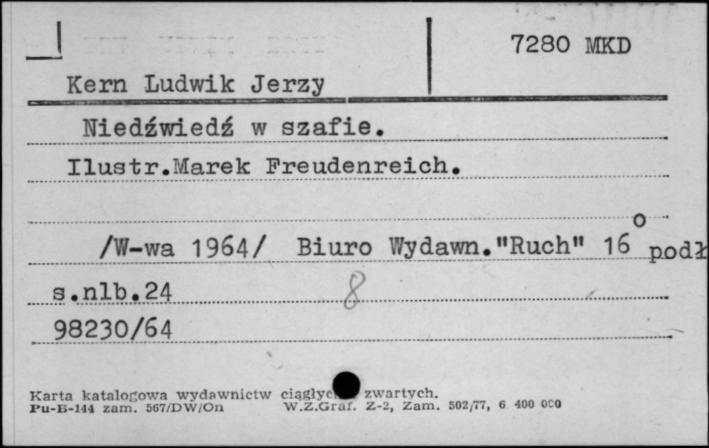 7280 MKD
Kern Ludwik Jerzy
Niedźwiedź w szafie.
Ilustr.Marek Freudenreich.
/W-wa 1964/ Biuro Wydawn."Ruch" 16° podł
s.nlb.24 8
98230/64
Karta katalogowa wydawnictw zwartych.
Pu-B-144 zam. 567/DW/On W.Z.Graf. Z-2, Zam. 502/77, 6 400 000